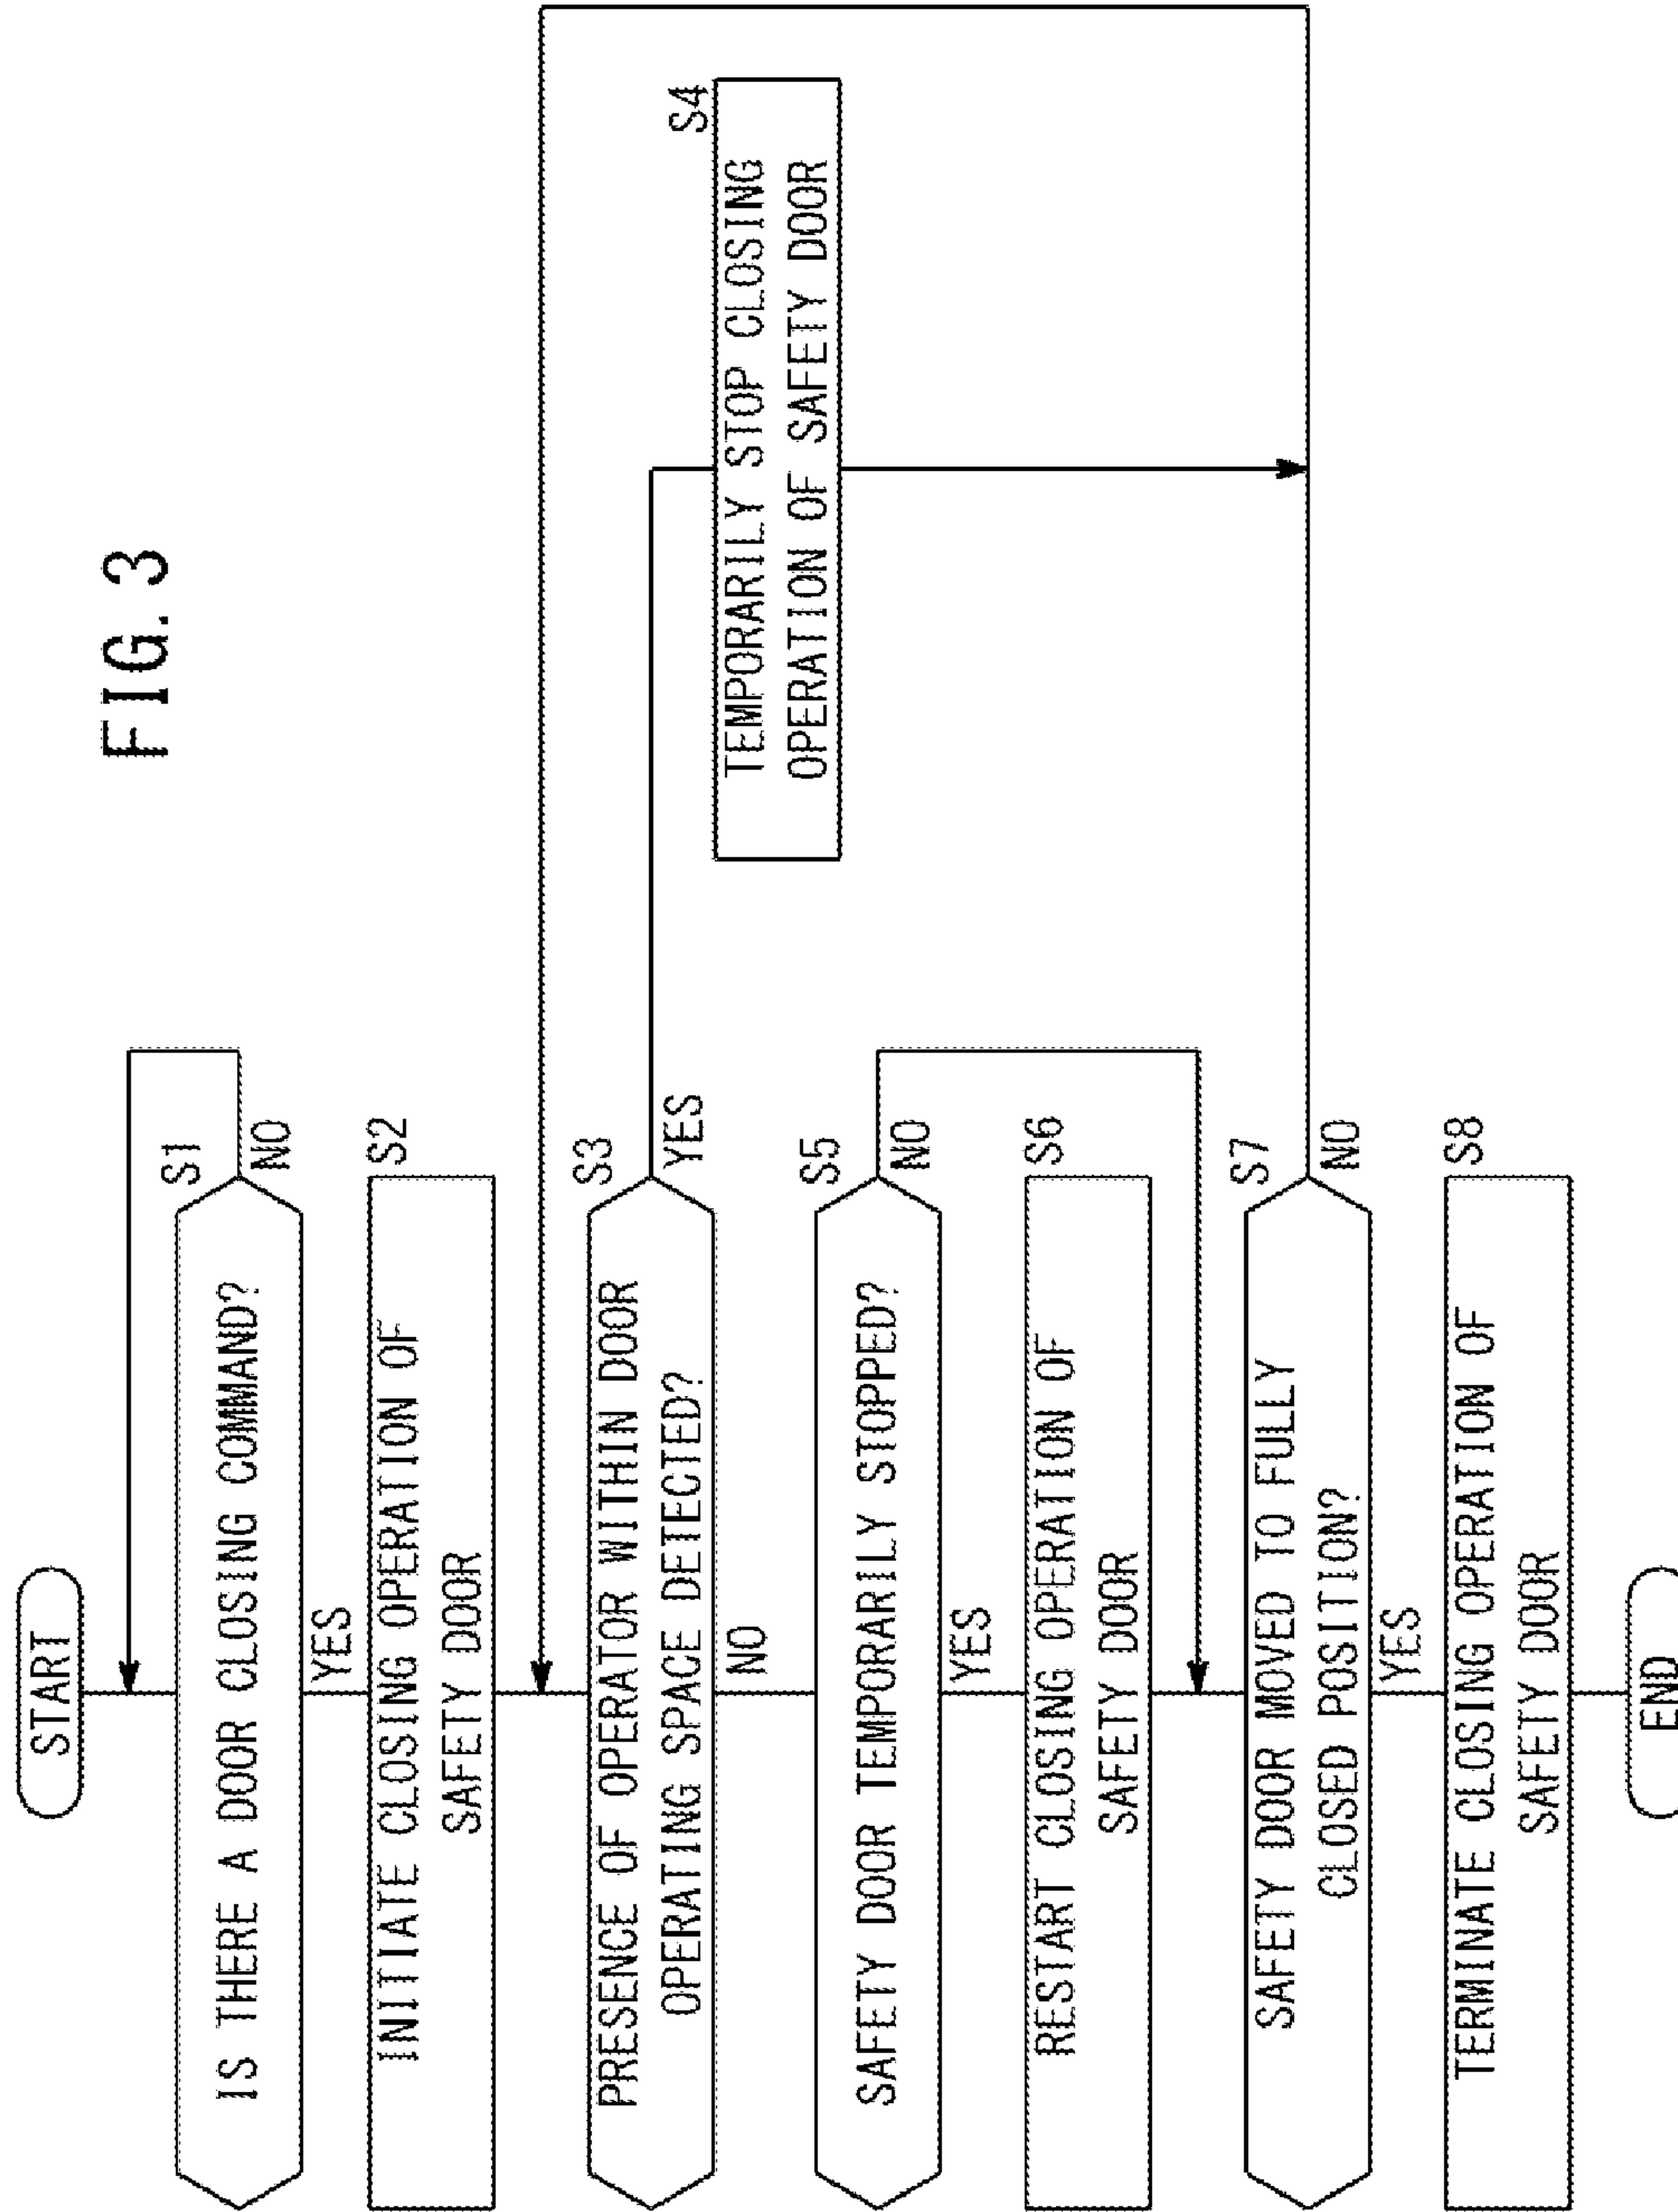 FIG. 3
START
IS THERE A DOOR CLOSING COMMAND?
S1
NO
YES
INITIATE CLOSING OPERATION OF
SAFETY DOOR
S2
PRESENCE OF OPERATOR WITHIN DOOR
OPERATING SPACE DETECTED?
S3
YES
NO
TEMPORARILY STOP CLOSING
OPERATION OF SAFETY DOOR
S4
SAFETY DOOR TEMPORARILY STOPPED?
S5
NO
YES
RESTART CLOSING OPERATION OF
SAFETY DOOR
S6
SAFETY DOOR MOVED TO FULLY
CLOSED POSITION?
S7
NO
YES
TERMINATE CLOSING OPERATION OF
SAFETY DOOR
S8
END